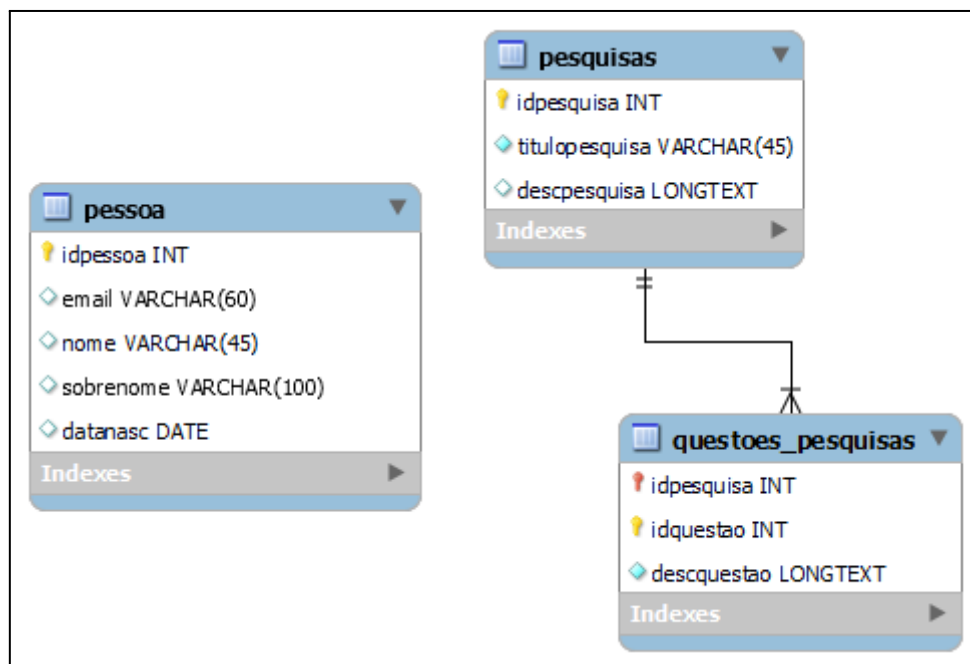 pesquisas
idpesquisa INT
titulopesquisa VARCHAR(45)
descpesquisa LONGTEXT
Indexes
pessoa
idpessoa INT
email VARCHAR(60)
nome VARCHAR(45)
sobrenome VARCHAR(100)
datanasc DATE
Indexes
questoes_pesquisas
idpesquisa INT
idquestao INT
descquestao LONGTEXT
Indexes